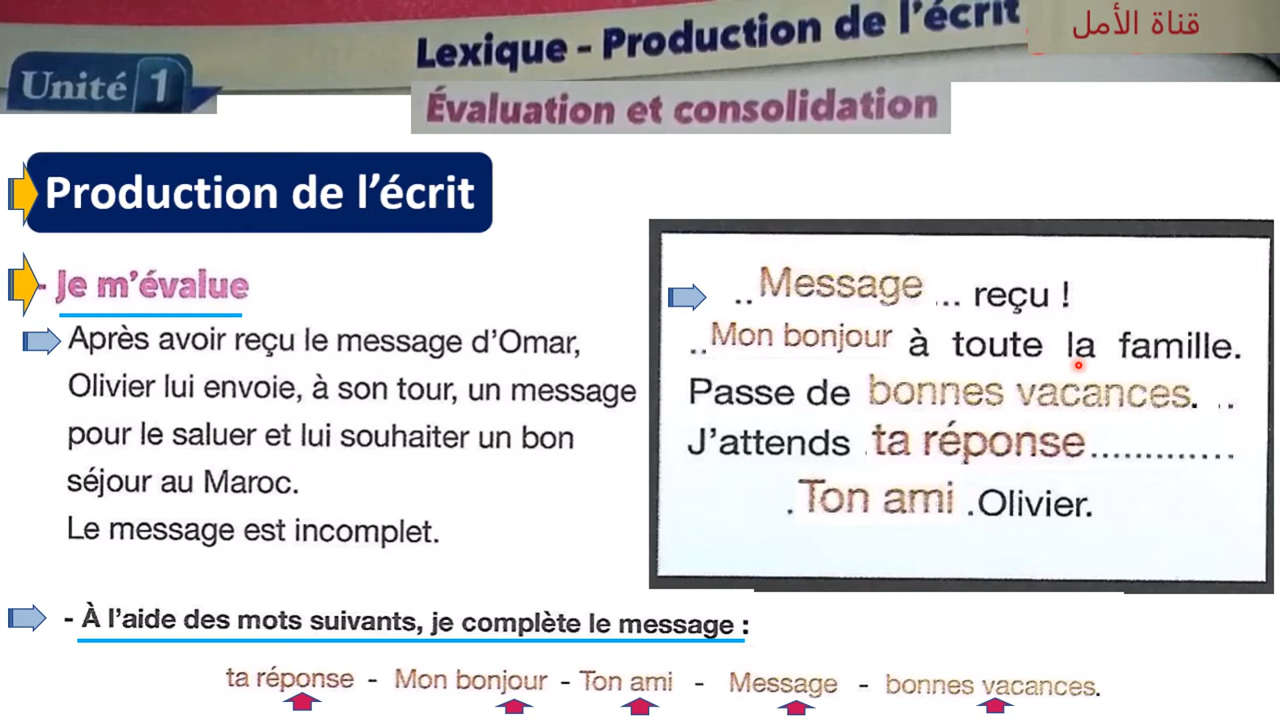 Lexique - Production de l'écrit
قناة الأمل
Unité 1
Évaluation et consolidation
Production de l'écrit
- Je m'évalue
Après avoir reçu le message d'Omar,
Olivier lui envoie, à son tour, un message
pour le saluer et lui souhaiter un bon
séjour au Maroc.
Le message est incomplet.
..Message ... reçu !
..Mon bonjour à toute la famille.
Passe de bonnes vacances. ..
J'attends .ta réponse.............
.Ton ami .Olivier.
- À l'aide des mots suivants, je complète le message :
ta réponse - Mon bonjour - Ton ami - Message - bonnes vacances.